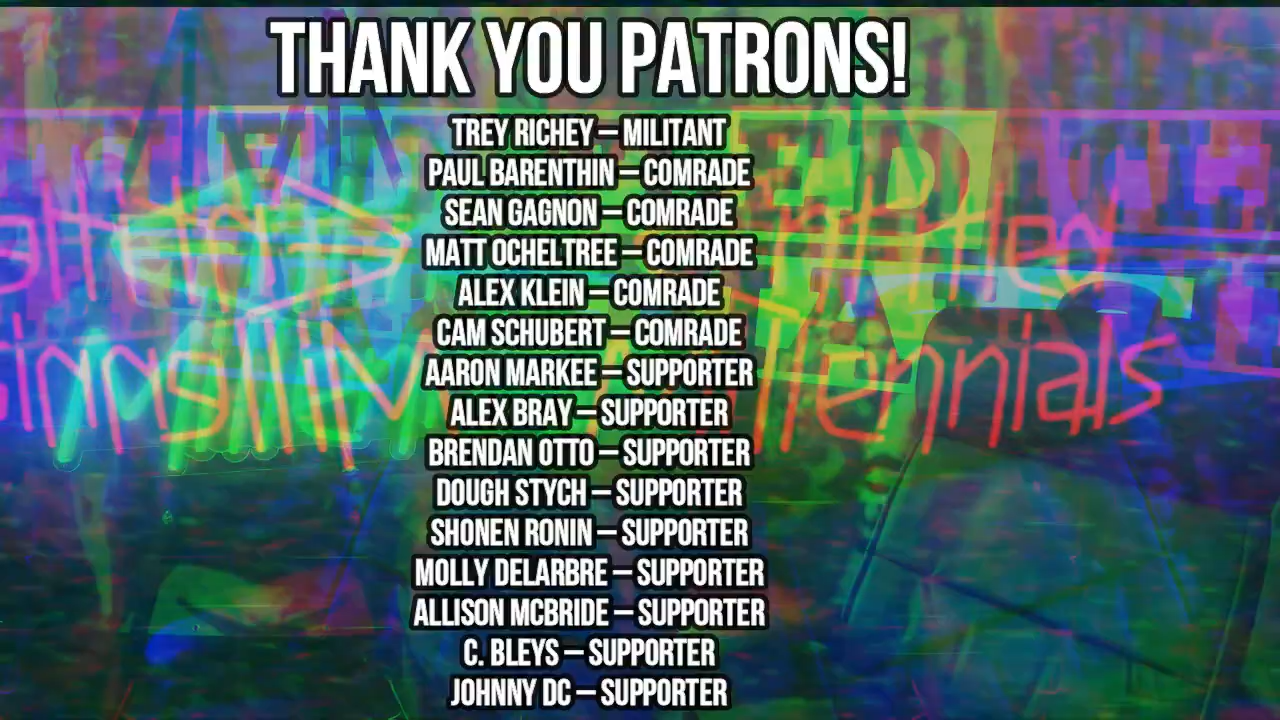 THANK YOU PATRONS!
TREY RICHEY – MILITANT
PAUL BARENTHIN – COMRADE
SEAN GAGNON – COMRADE
MATT OCHELTREE – COMRADE
ALEX KLEIN – COMRADE
CAM SCHUBERT – COMRADE
AARON MARKEE – SUPPORTER
ALEX BRAY – SUPPORTER
BRENDAN OTTO – SUPPORTER
DOUGH STYCH – SUPPORTER
SHONEN RONIN – SUPPORTER
MOLLY DELARBRE – SUPPORTER
ALLISON MCBRIDE – SUPPORTER
C. BLEYS – SUPPORTER
JOHNNY DC – SUPPORTER